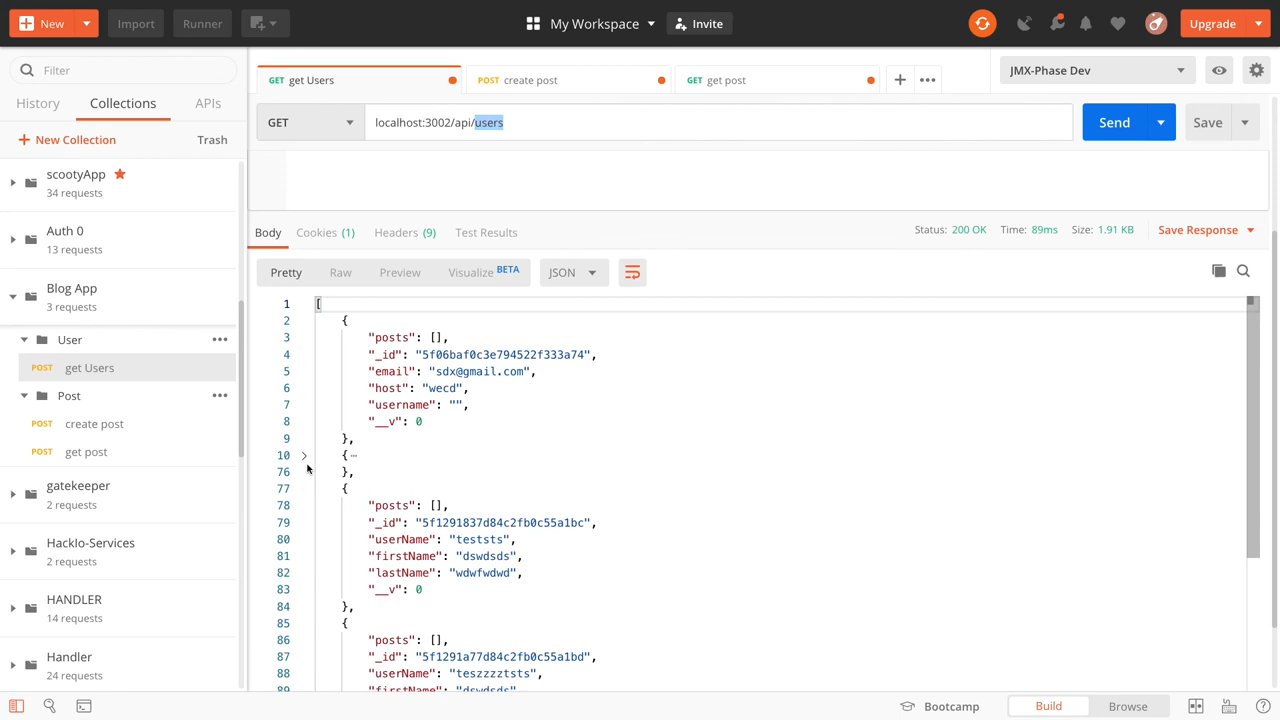 New
Import
Runner
My Workspace
Invite
Upgrade
Filter
History
Collections
APIs
New Collection
Trash
scootyApp
34 requests
Auth 0
13 requests
Blog App
3 requests
User
POST get Users
Post
POST create post
POST get post
gatekeeper
2 requests
Hacklo-Services
2 requests
HANDLER
14 requests
Handler
24 requests
GET get Users
POST create post
GET get post
JMX-Phase Dev
GET
localhost:3002/api/users
Send
Save
Body
Cookies (1)
Headers (9)
Test Results
Status: 200 OK
Time: 89ms
Size: 1.91 KB
Save Response
Pretty
Raw
Preview
Visualize BETA
JSON
1 [
2 {
3 "posts": [],
4 "_id": "5f06baf0c3e794522f333a74",
5 "email": "sdx@gmail.com",
6 "host": "wecd",
7 "username": "",
8 "__v": 0
9 },
10 {⋯
76 },
77 {
78 "posts": [],
79 "_id": "5f1291837d84c2fb0c55a1bc",
80 "userName": "teststs",
81 "firstName": "dswdsds",
82 "lastName": "wdwfwdwd",
83 "__v": 0
84 },
85 {
86 "posts": [],
87 "_id": "5f1291a77d84c2fb0c55a1bd",
88 "userName": "teszzzztsts",
89 "firstName": "dswdsds"
Bootcamp
Build
Browse